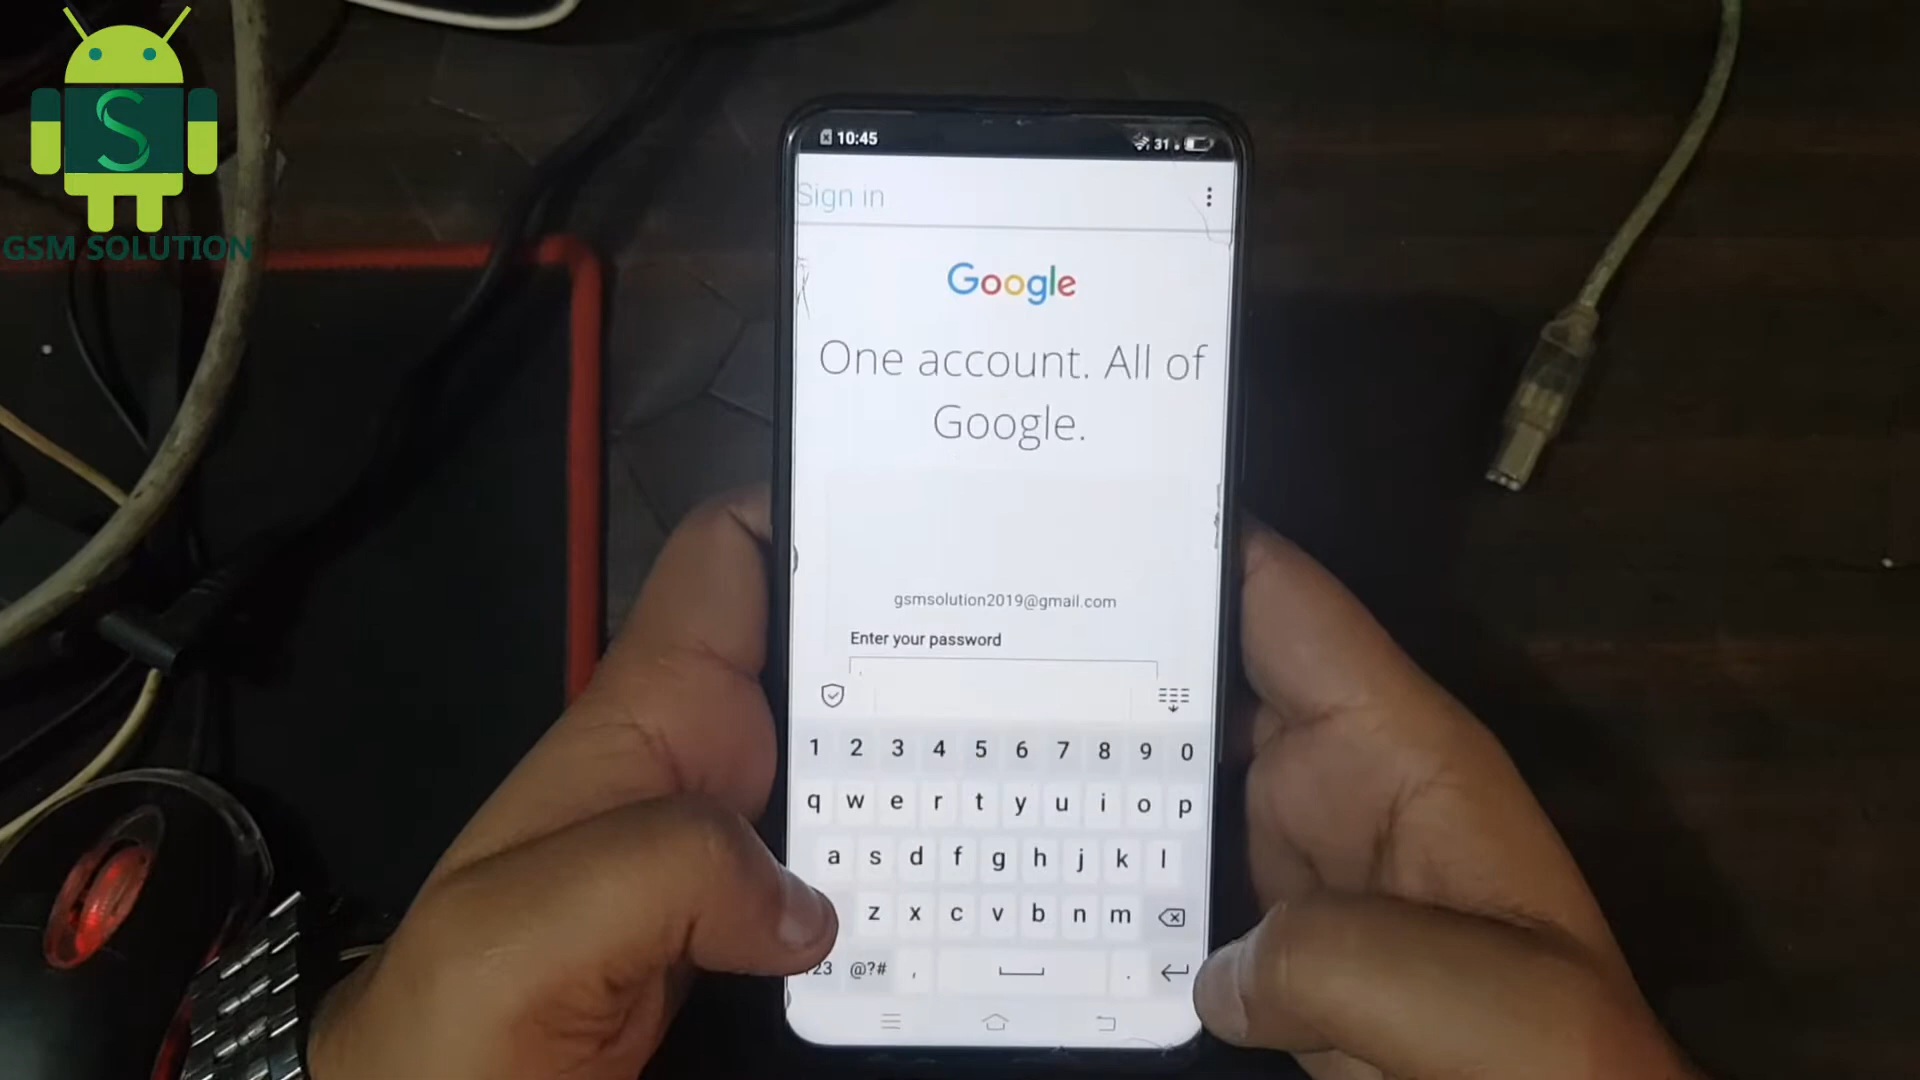 S
GSM SOLUTION
10:45
31
Sign in
Google
One account. All of
Google.
gsmsolution2019@gmail.com
Enter your password
1 2 3 4 5 6 7 8 9 0
q w e r t y u i o p
a s d f g h j k l
z x c v b n m
23 @?# , .